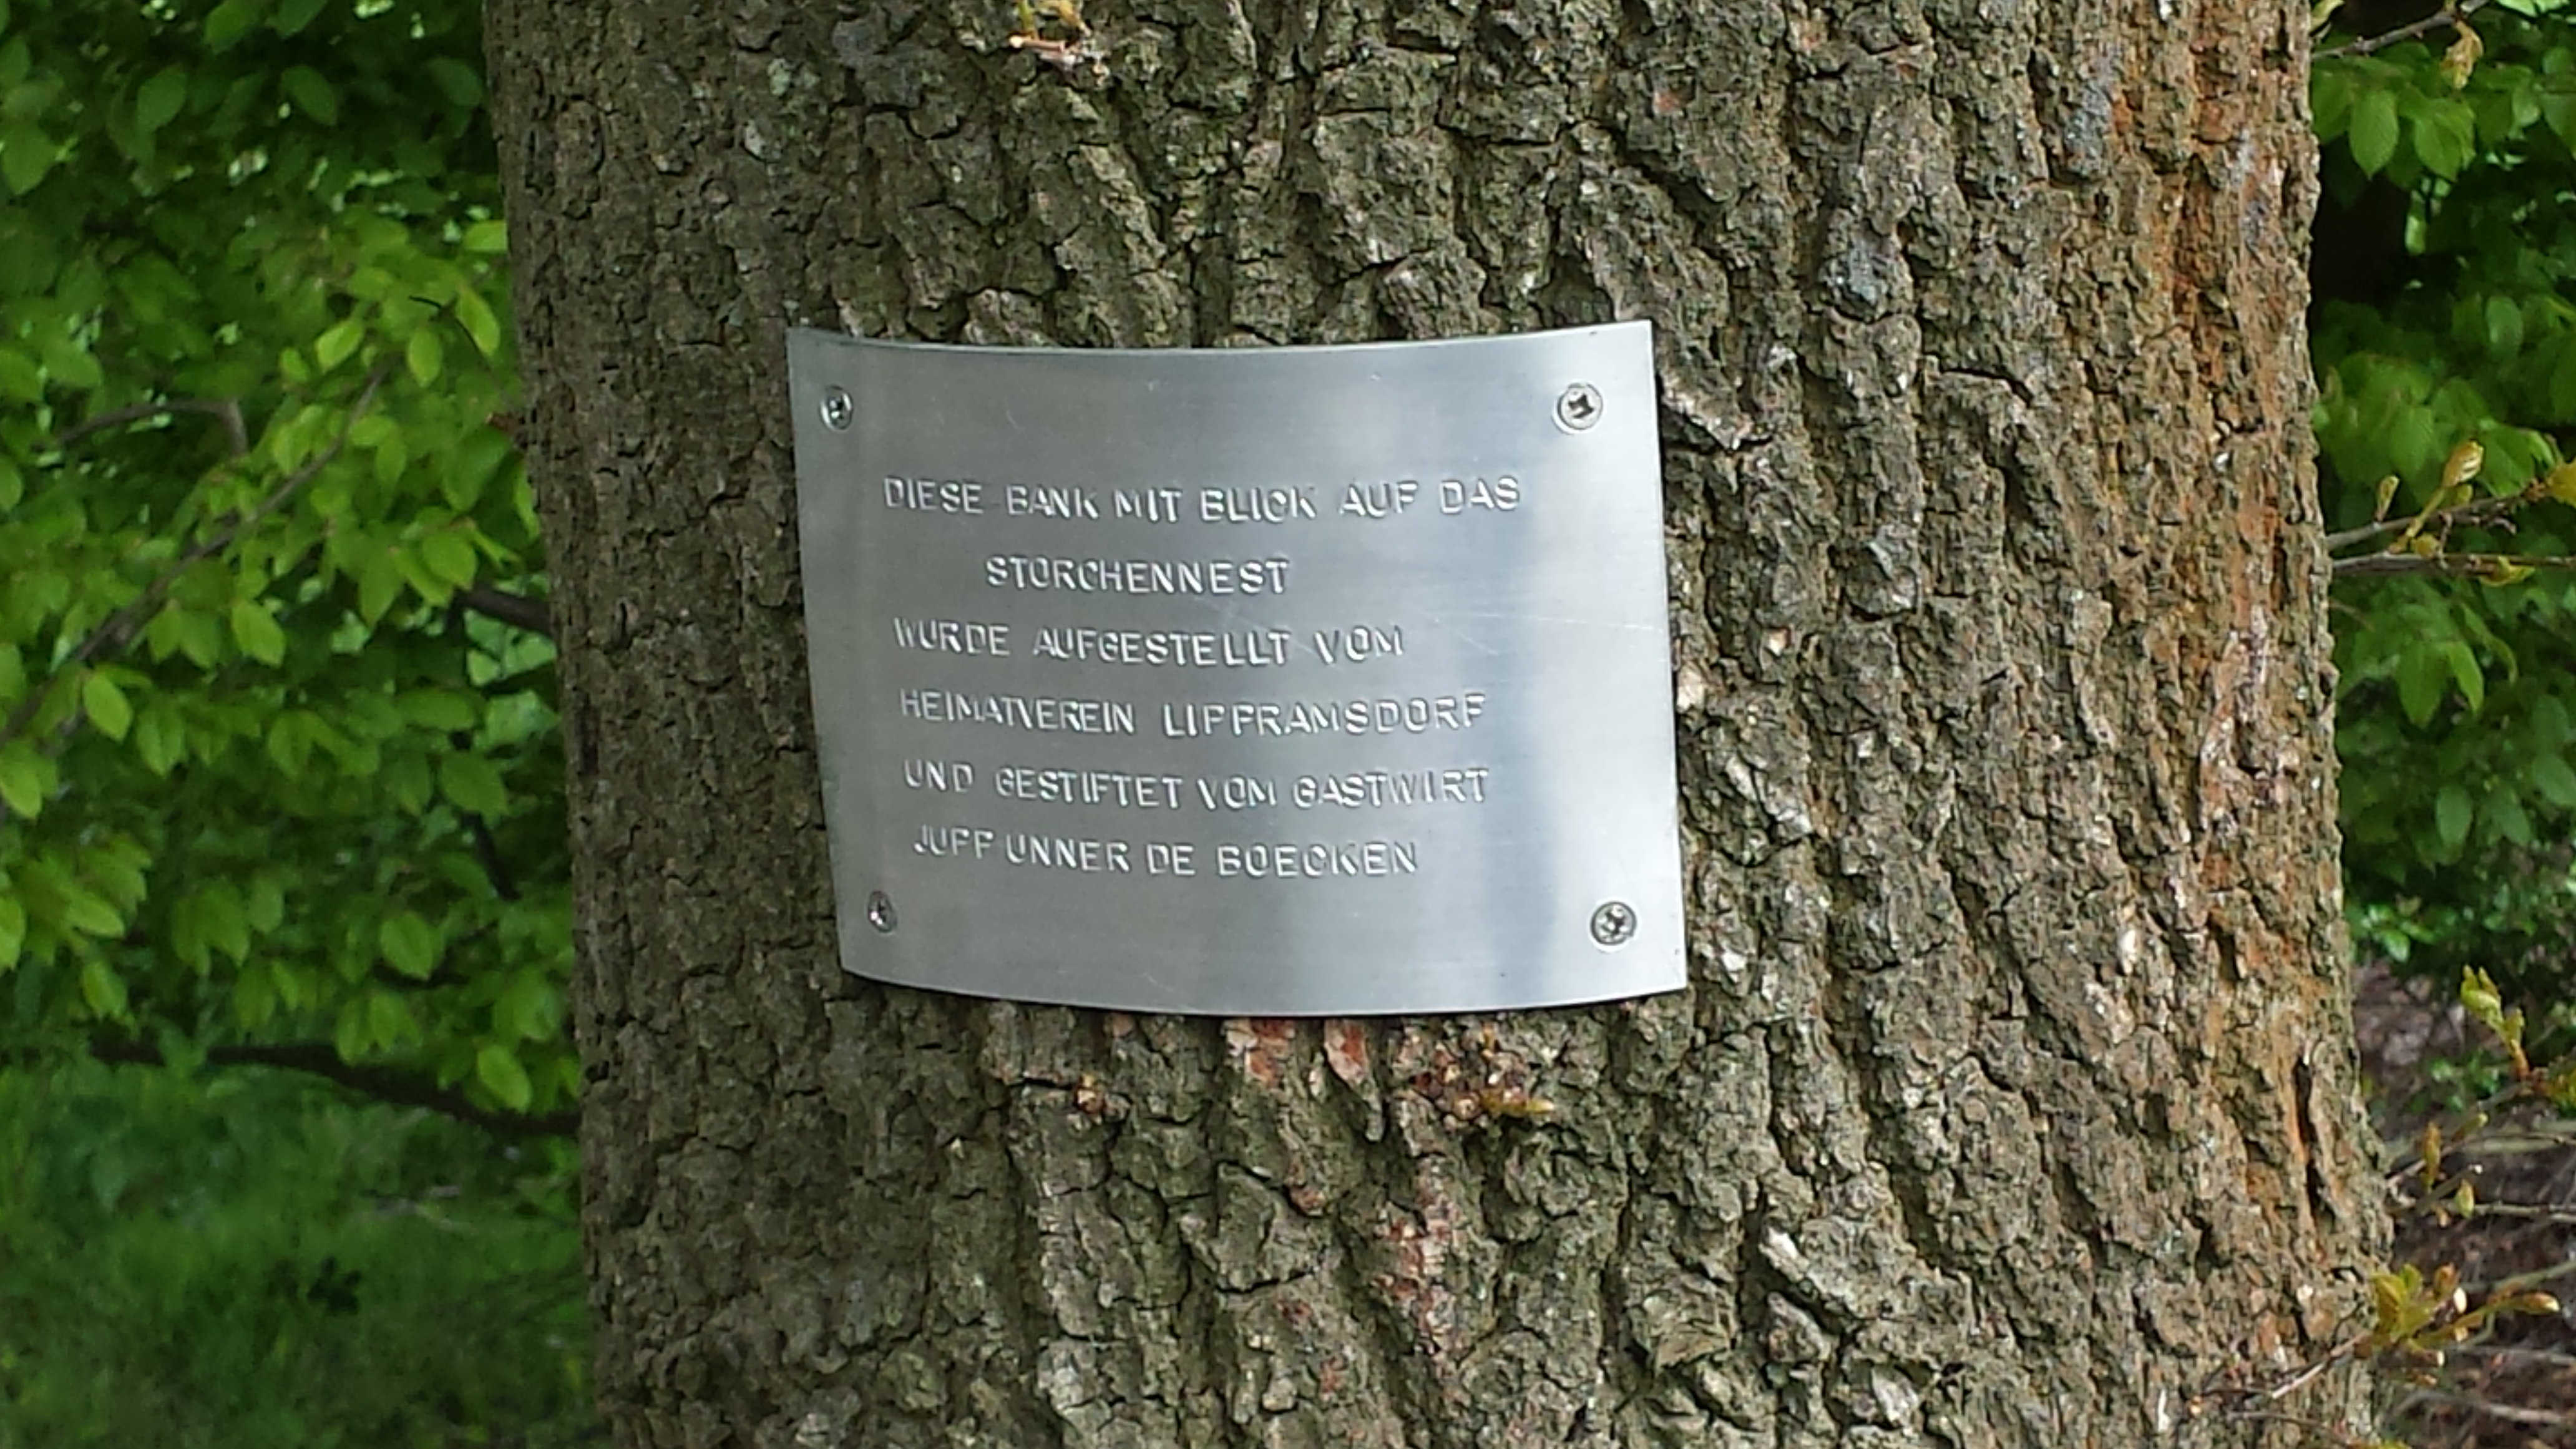 DIESE BANK MIT BLICK AUF DAS
STORCHENNEST
WURDE AUFGESTELLT VOM
HEIMATVEREIN LIPPRAMSDORF
UND GESTIFTET VOM GASTWIRT
JUPP UNNER DE BOECKEN